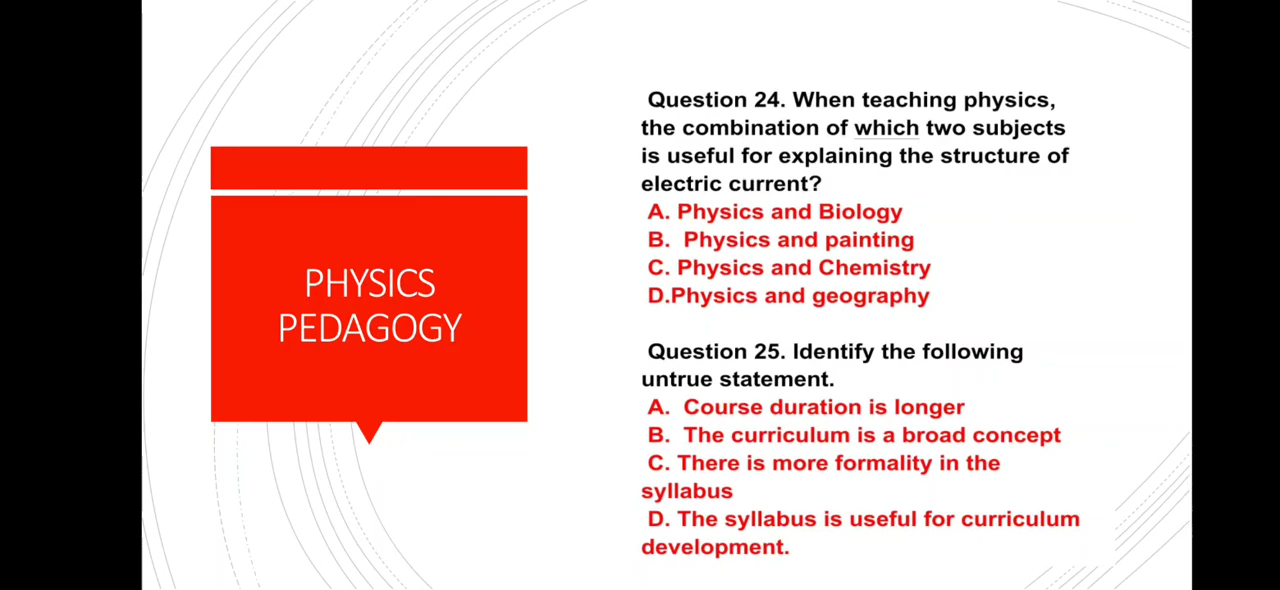 PHYSICS
PEDAGOGY
Question 24. When teaching physics,
the combination of which two subjects
is useful for explaining the structure of
electric current?
A. Physics and Biology
B. Physics and painting
C. Physics and Chemistry
D.Physics and geography
Question 25. Identify the following
untrue statement.
A. Course duration is longer
B. The curriculum is a broad concept
C. There is more formality in the
syllabus
D. The syllabus is useful for curriculum
development.